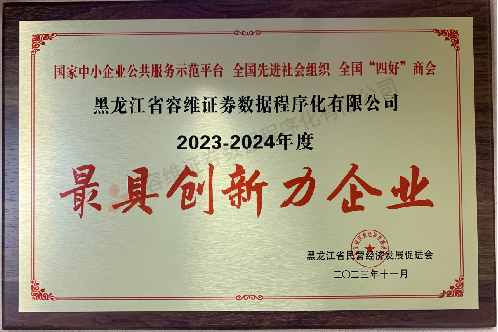 国家中小企业公共服务示范平台 全国先进社会组织 全国“四好”商会
黑龙江省容维证券数据程序化有限公司
2023-2024年度
最具创新力企业
黑龙江省民营经济发展促进会
二〇二三年十一月